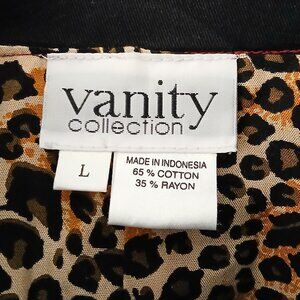 vanity
collection
L
MADE IN INDONESIA
65 % COTTON
35 % RAYON